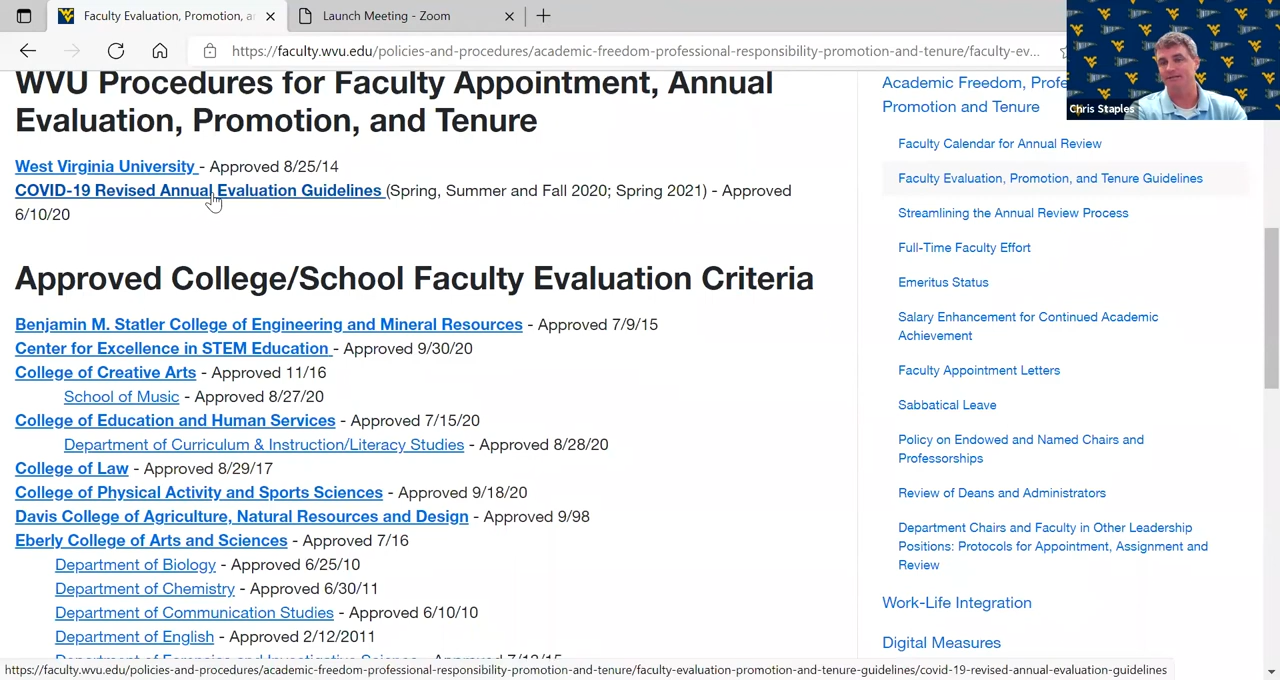 Faculty Evaluation, Promotion, ar
Launch Meeting - Zoom
https://faculty.wvu.edu/policies-and-procedures/academic-freedom-professional-responsibility-promotion-and-tenure/faculty-ev...
Chris Staples
WVU Procedures for Faculty Appointment, Annual
Evaluation, Promotion, and Tenure
West Virginia University - Approved 8/25/14
COVID-19 Revised Annual Evaluation Guidelines (Spring, Summer and Fall 2020; Spring 2021) - Approved
6/10/20
Approved College/School Faculty Evaluation Criteria
Benjamin M. Statler College of Engineering and Mineral Resources - Approved 7/9/15
Center for Excellence in STEM Education - Approved 9/30/20
College of Creative Arts - Approved 11/16
School of Music - Approved 8/27/20
College of Education and Human Services - Approved 7/15/20
Department of Curriculum & Instruction/Literacy Studies - Approved 8/28/20
College of Law - Approved 8/29/17
College of Physical Activity and Sports Sciences - Approved 9/18/20
Davis College of Agriculture, Natural Resources and Design - Approved 9/98
Eberly College of Arts and Sciences - Approved 7/16
Department of Biology - Approved 6/25/10
Department of Chemistry - Approved 6/30/11
Department of Communication Studies - Approved 6/10/10
Department of English - Approved 2/12/2011
Department of Forensic and Investigative Science - Approved 7/13/15
Academic Freedom, Profe
Promotion and Tenure
Faculty Calendar for Annual Review
Faculty Evaluation, Promotion, and Tenure Guidelines
Streamlining the Annual Review Process
Full-Time Faculty Effort
Emeritus Status
Salary Enhancement for Continued Academic
Achievement
Faculty Appointment Letters
Sabbatical Leave
Policy on Endowed and Named Chairs and
Professorships
Review of Deans and Administrators
Department Chairs and Faculty in Other Leadership
Positions: Protocols for Appointment, Assignment and
Review
Work-Life Integration
Digital Measures
https://faculty.wvu.edu/policies-and-procedures/academic-freedom-professional-responsibility-promotion-and-tenure/faculty-evaluation-promotion-and-tenure-guidelines/covid-19-revised-annual-evaluation-guidelines